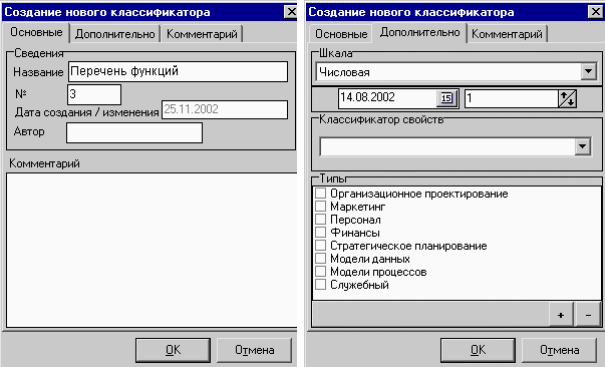 Создание нового классификатора
Основные Дополнительно Комментарий
Сведения
Название Перечень функций
№ 3
Дата создания / изменения 25.11.2002
Автор
Комментарий
OK Отмена
Создание нового классификатора
Основные Дополнительно Комментарий
Шкала
Числовая
14.08.2002 15 1
Классификатор свойств
Типы
Организационное проектирование
Маркетинг
Персонал
Финансы
Стратегическое планирование
Модели данных
Модели процессов
Служебный
+ -
OK Отмена